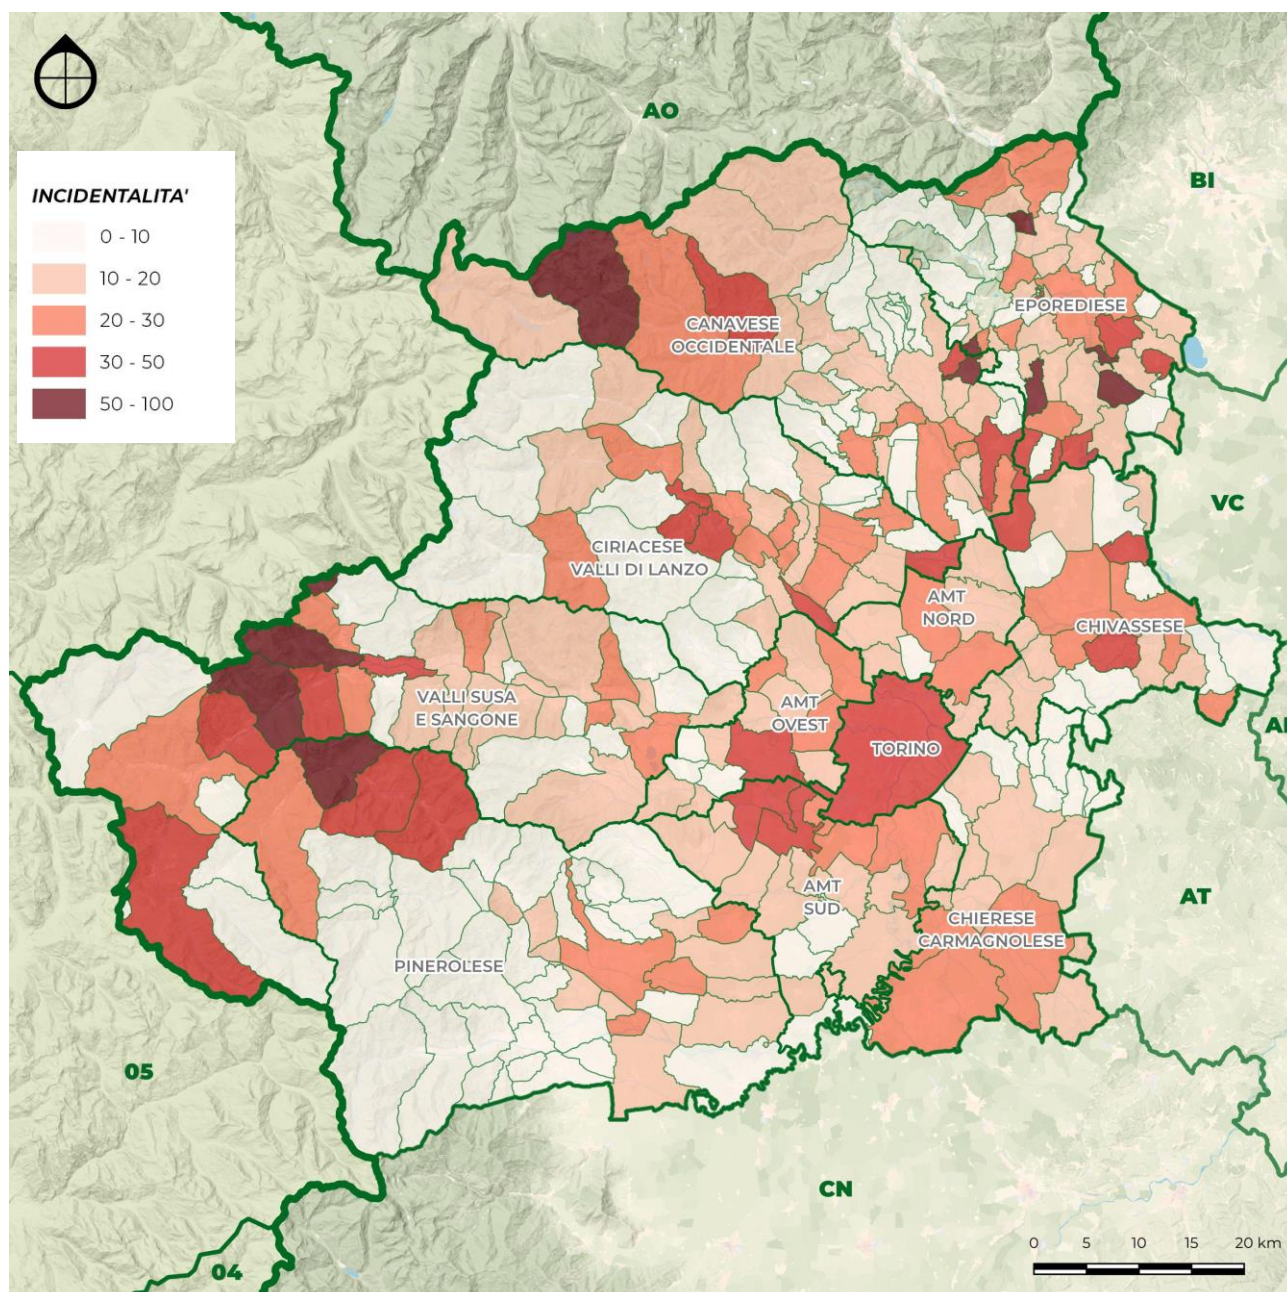 AO
BI
INCIDENTALITA'
0 - 10
10 - 20
20 - 30
30 - 50
50 - 100
EPOREDIESE
CANAVESE
OCCIDENTALE
VC
CIRIACESE
VALLI DI LANZO
AMT
NORD
CHIVASSESE
VALLI SUSA
E SANGONE
AMT
OVEST
TORINO
AMT
SUD
AT
CHIERESE
CARMAGNOLESE
PINEROLESE
05
CN
04
0 5 10 15 20 km